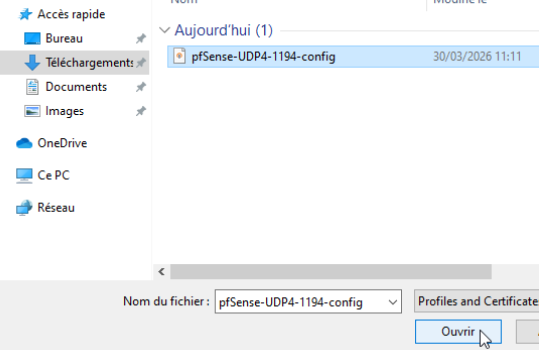 Nom
Modifié le
Accès rapide
Aujourd'hui (1)
Bureau
pfSense-UDP4-1194-config
30/03/2026 11:11
Téléchargements
Documents
Images
OneDrive
Ce PC
Réseau
Nom du fichier :
pfSense-UDP4-1194-config
Profiles and Certificate
Ouvrir